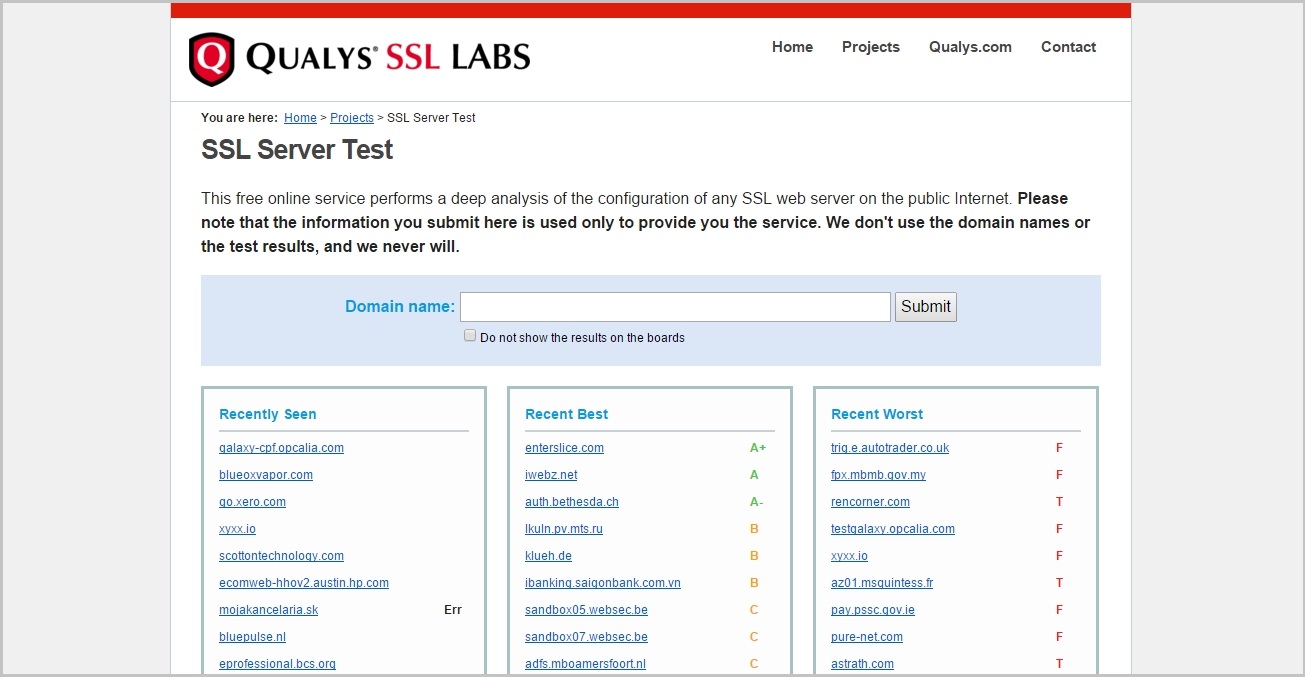 QUALYS® SSL LABS
Home Projects Qualys.com Contact
You are here: Home > Projects > SSL Server Test
SSL Server Test
This free online service performs a deep analysis of the configuration of any SSL web server on the public Internet. Please
note that the information you submit here is used only to provide you the service. We don't use the domain names or
the test results, and we never will.
Domain name: Submit
Do not show the results on the boards
Recently Seen
galaxy-cpf.opcalia.com
blueoxvapor.com
go.xero.com
xyxx.io
scottontechnology.com
ecomweb-hhov2.austin.hp.com
mojakancelaria.sk Err
bluepulse.nl
eprofessional.bcs.org
Recent Best
enterslice.com A+
iwebz.net A
auth.bethesda.ch A-
lkuln.pv.mts.ru B
klueh.de B
ibanking.saigonbank.com.vn B
sandbox05.websec.be C
sandbox07.websec.be C
adfs.mboamersfoort.nl C
Recent Worst
trig.e.autotrader.co.uk F
fpx.mbmb.gov.my F
rencorner.com T
testgalaxy.opcalia.com F
xyxx.io F
az01.msquintess.fr T
pay.pssc.gov.ie F
pure-net.com F
astrath.com T